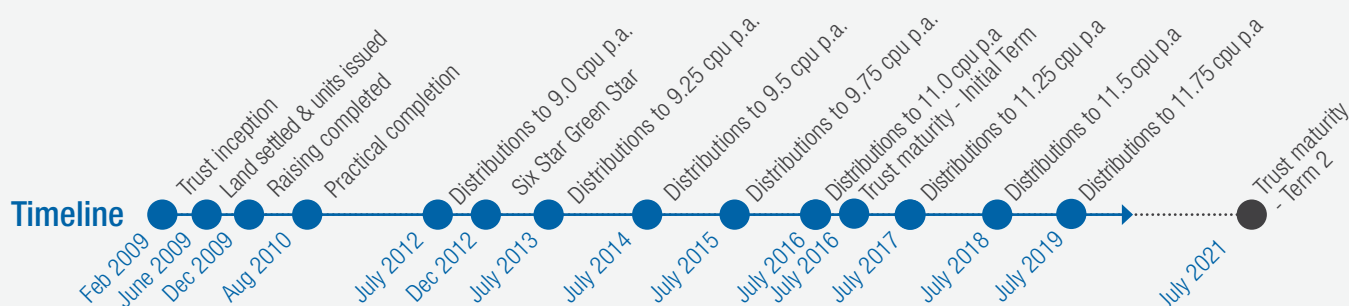 Timeline
Trust inception
Feb 2009
Land settled & units issued
June 2009
Raising completed
Dec 2009
Practical completion
Aug 2010
Distributions to 9.0 cpu p.a.
July 2012
Six Star Green Star
Dec 2012
Distributions to 9.25 cpu p.a.
July 2013
Distributions to 9.5 cpu p.a.
July 2014
Distributions to 9.75 cpu p.a.
July 2015
Distributions to 11.0 cpu p.a
July 2016
Trust maturity - Initial Term
July 2016
Distributions to 11.25 cpu p.a
July 2017
Distributions to 11.5 cpu p.a
July 2018
Distributions to 11.75 cpu p.a
July 2019
Trust maturity
- Term 2
July 2021